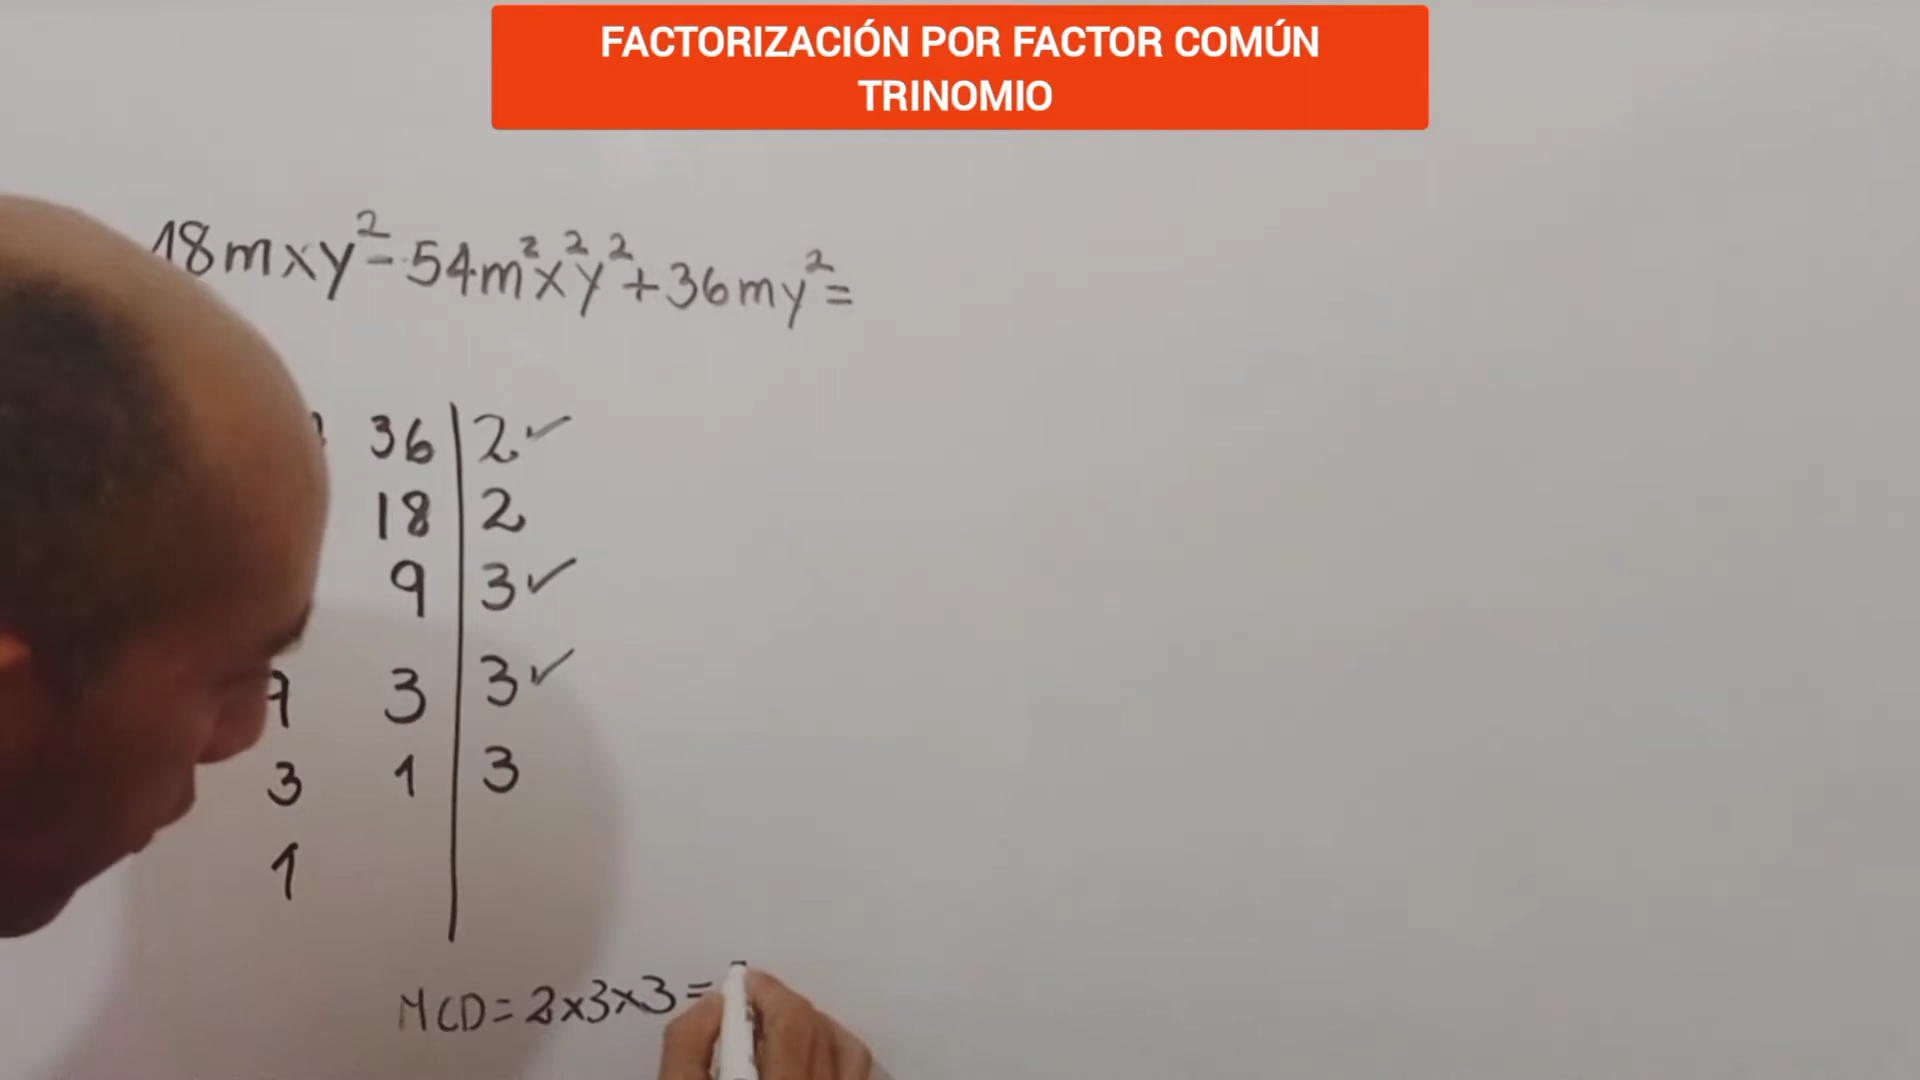 FACTORIZACIÓN POR FACTOR COMÚN
TRINOMIO
18mxy²-54m²x²y²+36my²=
36 | 2✓
18 | 2
9 | 3✓
9 3 | 3✓
3 1 | 3
1
MCD=2x3x3=